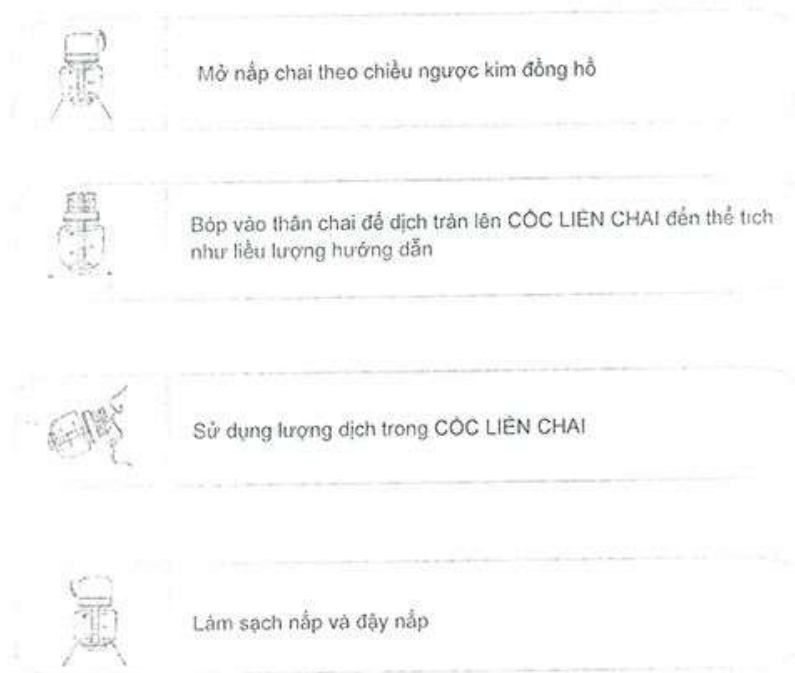 Mở nắp chai theo chiều ngược kim đồng hồ
Bóp vào thân chai để dịch tràn lên CỐC LIỀN CHAI đến thể tích
như liều lượng hướng dẫn
Sử dụng lượng dịch trong CỐC LIỀN CHAI
Làm sạch nắp và đậy nắp